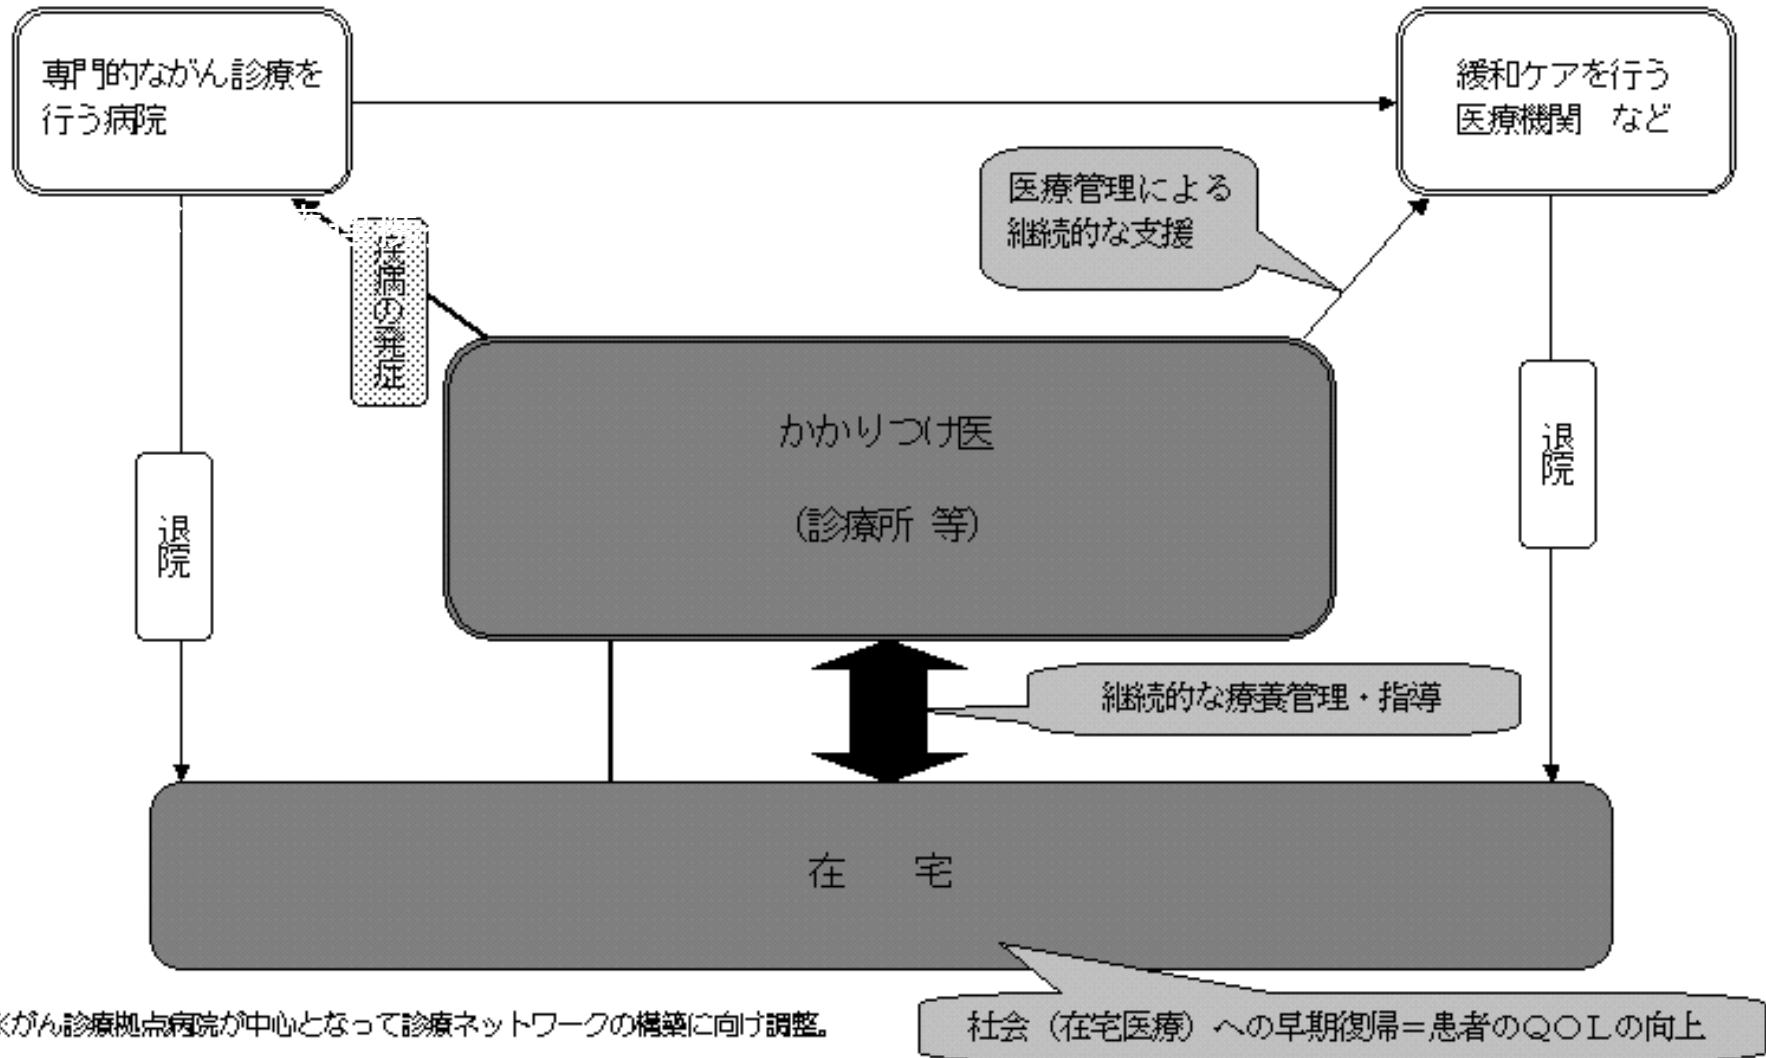 専門的ながん診療を
行う病院
緩和ケアを行う
医療機関　など
医療管理による
継続的な支援
疾病の発症
かかりつけ医
（診療所 等）
退院
退院
継続的な療養管理・指導
在　宅
※がん診療拠点病院が中心となって診療ネットワークの構築に向け調整。
社会（在宅医療）への早期復帰＝患者のＱＯＬの向上